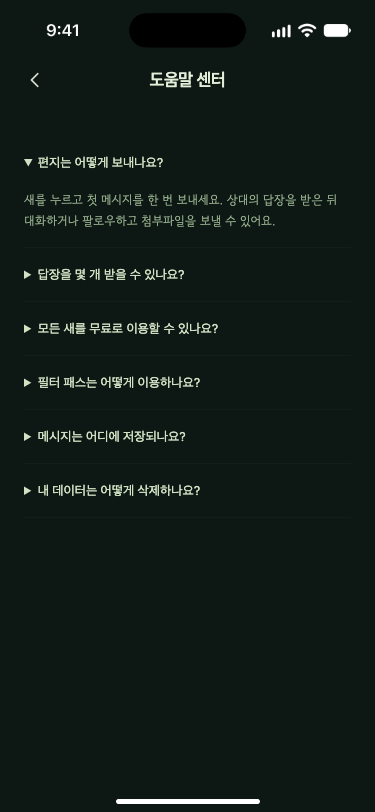 9:41
도움말 센터
▼ 편지는 어떻게 보내나요?
새를 누르고 첫 메시지를 한 번 보내세요. 상대의 답장을 받은 뒤
대화하거나 팔로우하고 첨부파일을 보낼 수 있어요.
▶ 답장을 몇 개 받을 수 있나요?
▶ 모든 새를 무료로 이용할 수 있나요?
▶ 필터 패스는 어떻게 이용하나요?
▶ 메시지는 어디에 저장되나요?
▶ 내 데이터는 어떻게 삭제하나요?